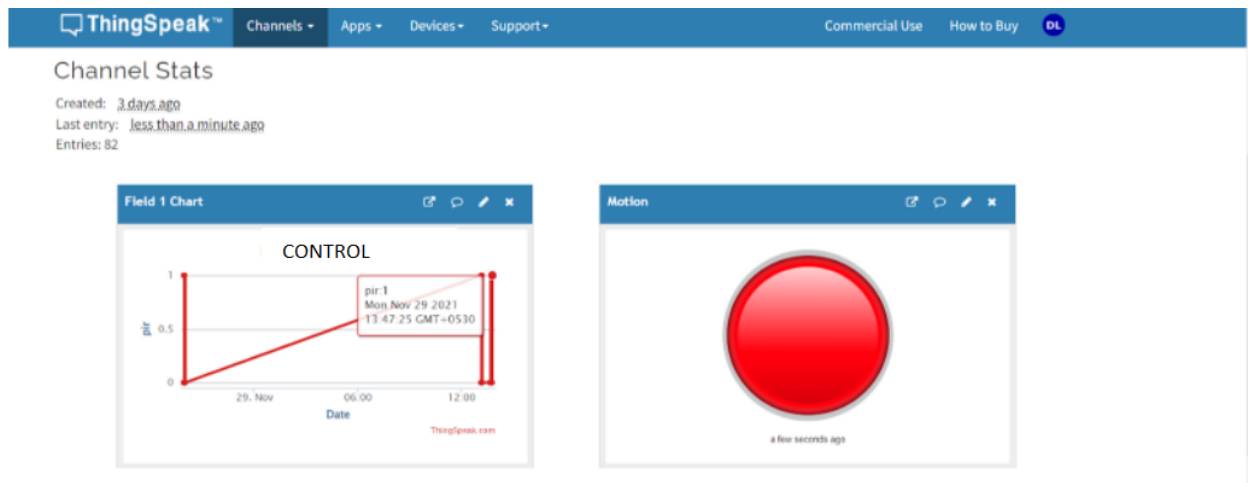 ThingSpeak™ Channels Apps Devices Support Commercial Use How to Buy DL
Channel Stats
Created: 3 days ago
Last entry: less than a minute ago
Entries: 82
Field 1 Chart
CONTROL
1
0.5
0
pir
pir:1
Mon Nov 29 2021
13:47:25 GMT+0530
29. Nov 06:00 12:00
Date
ThingSpeak.com
Motion
a few seconds ago